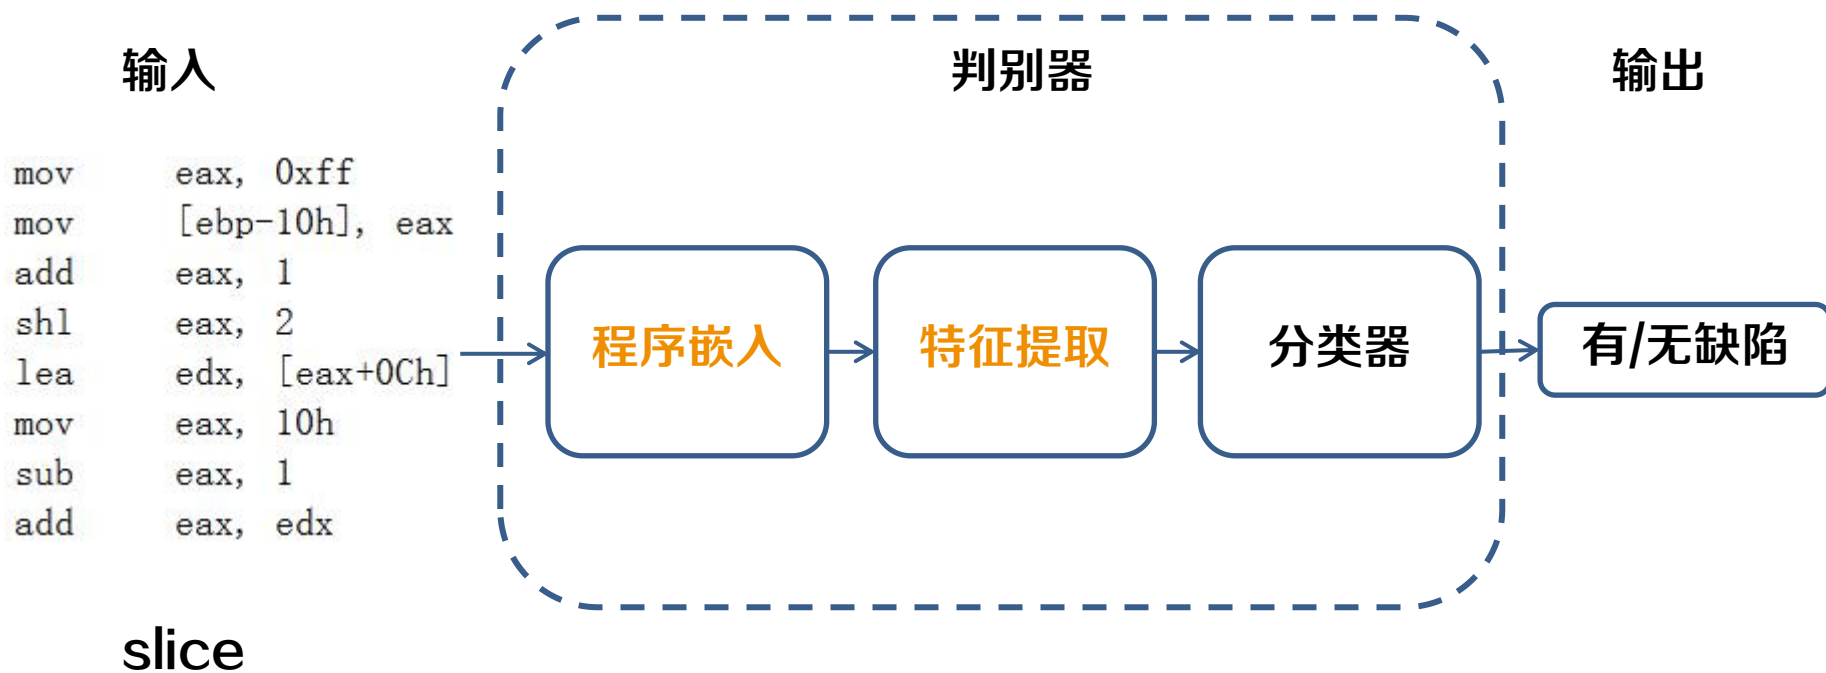 输入
判别器
输出
mov eax, 0xff
mov [ebp-10h], eax
add eax, 1
shl eax, 2
lea edx, [eax+0Ch]
mov eax, 10h
sub eax, 1
add eax, edx
程序嵌入
特征提取
分类器
有/无缺陷
slice